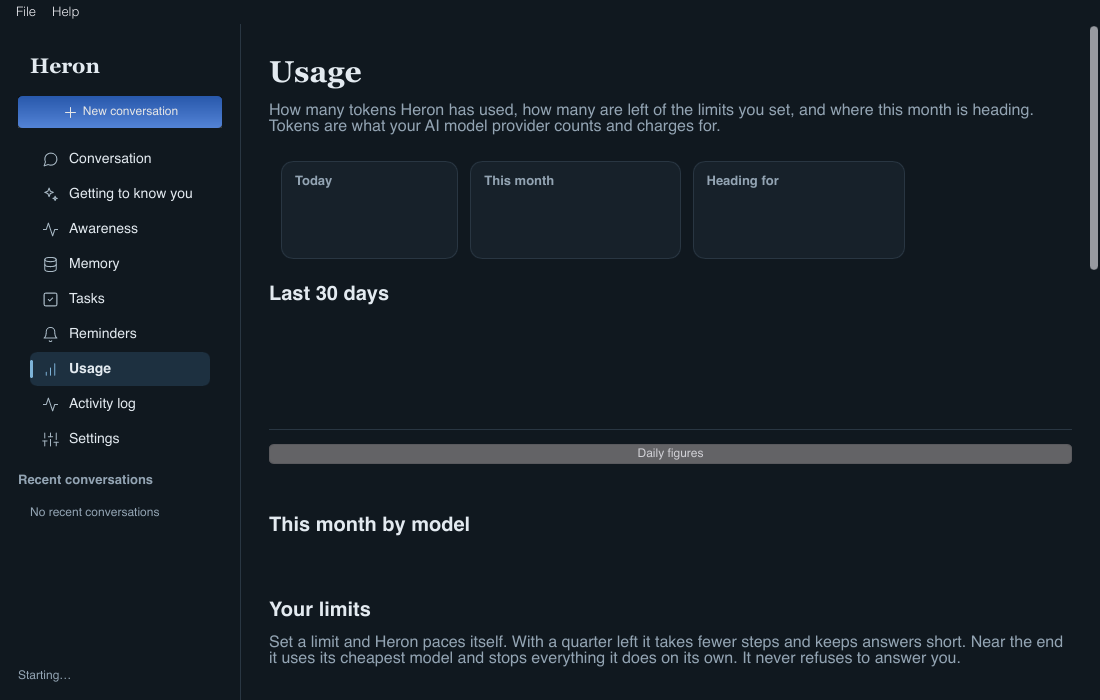 File Help
Heron
New conversation
Conversation
Getting to know you
Awareness
Memory
Tasks
Reminders
Usage
Activity log
Settings
Recent conversations
No recent conversations
Starting…
Usage
How many tokens Heron has used, how many are left of the limits you set, and where this month is heading.
Tokens are what your AI model provider counts and charges for.
Today
This month
Heading for
Last 30 days
Daily figures
This month by model
Your limits
Set a limit and Heron paces itself. With a quarter left it takes fewer steps and keeps answers short. Near the end
it uses its cheapest model and stops everything it does on its own. It never refuses to answer you.